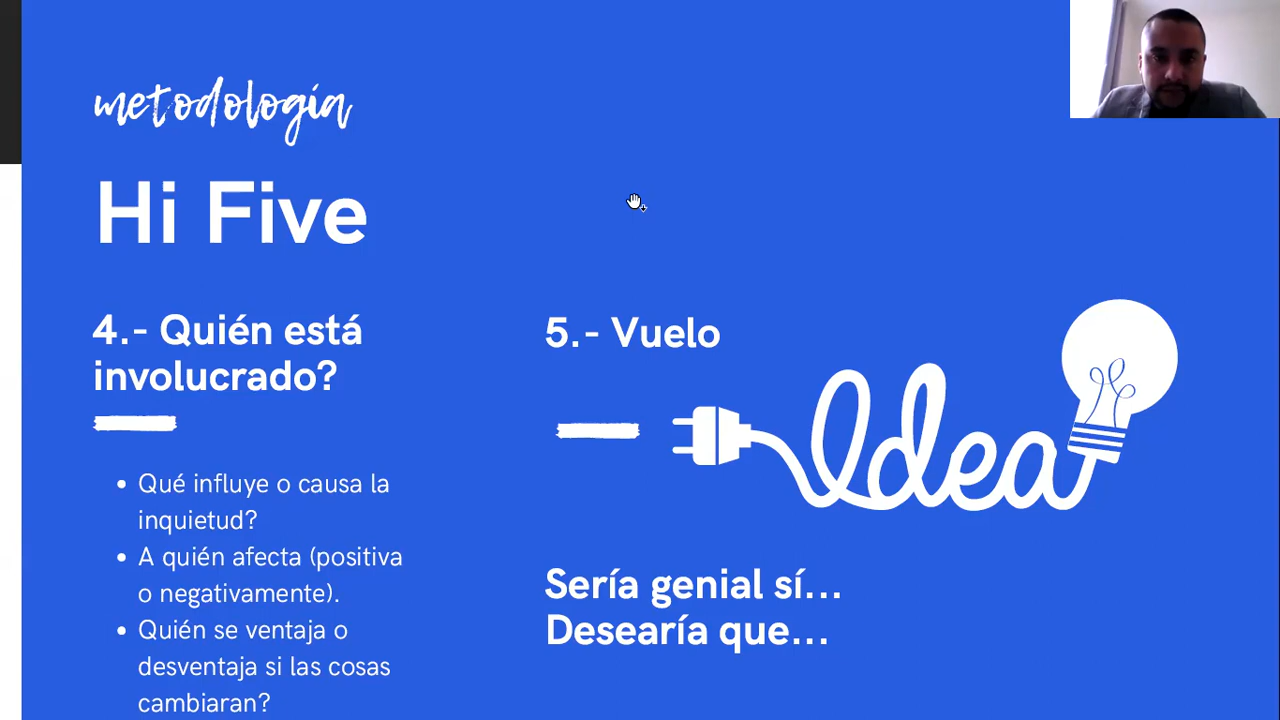 metodología
Hi Five
4.- Quién está
involucrado?
Qué influye o causa la
inquietud?
A quién afecta (positiva
o negativamente).
Quién se ventaja o
desventaja si las cosas
cambiaran?
5.- Vuelo
Idea
Sería genial sí...
Desearía que...